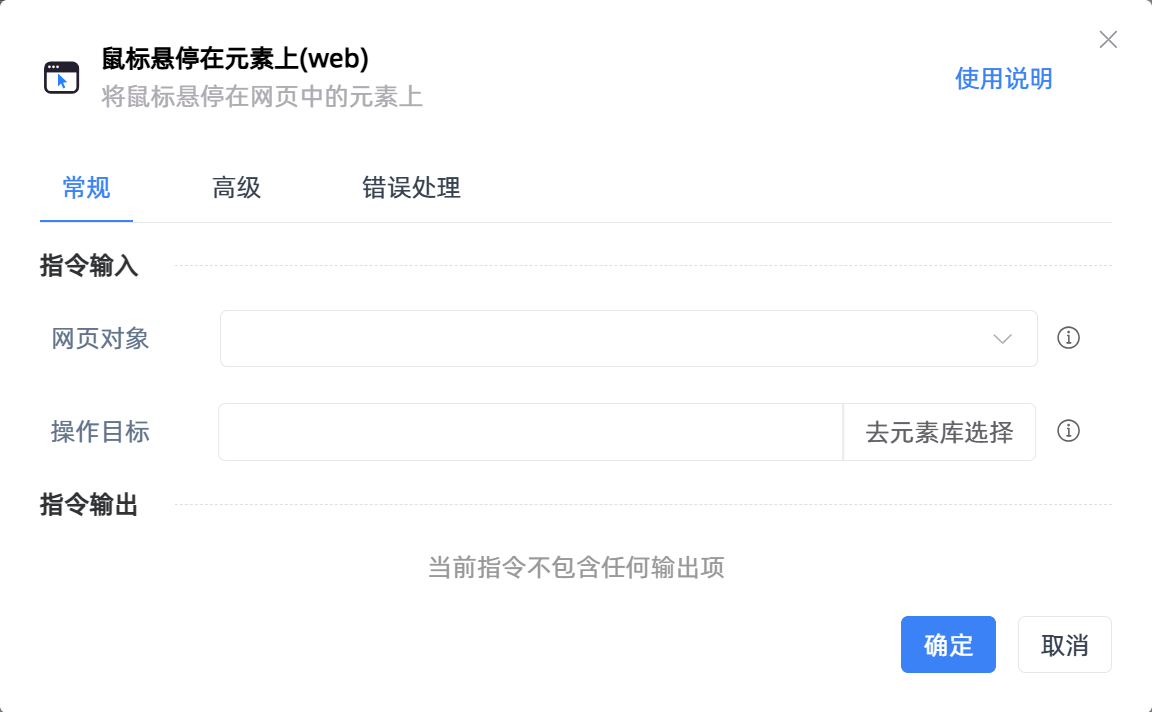 鼠标悬停在元素上(web)
将鼠标悬停在网页中的元素上
使用说明
常规 高级 错误处理
指令输入
网页对象
操作目标 去元素库选择
指令输出
当前指令不包含任何输出项
确定 取消